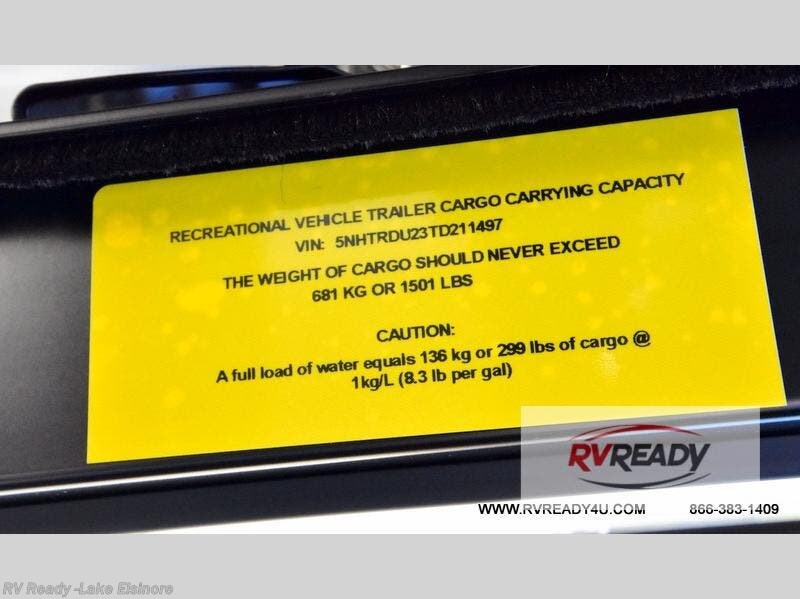 RECREATIONAL VEHICLE TRAILER CARGO CARRYING CAPACITY
VIN: 5NHTRDU23TD211497
THE WEIGHT OF CARGO SHOULD NEVER EXCEED
681 KG OR 1501 LBS
CAUTION:
A full load of water equals 136 kg or 299 lbs of cargo @
1kg/L (8.3 lb per gal)
RVREADY
WWW.RVREADY4U.COM 866-383-1409
RV Ready -Lake Elsinore